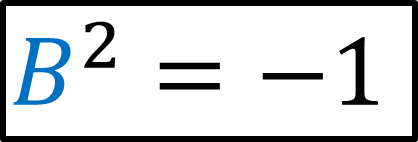 B² = −1